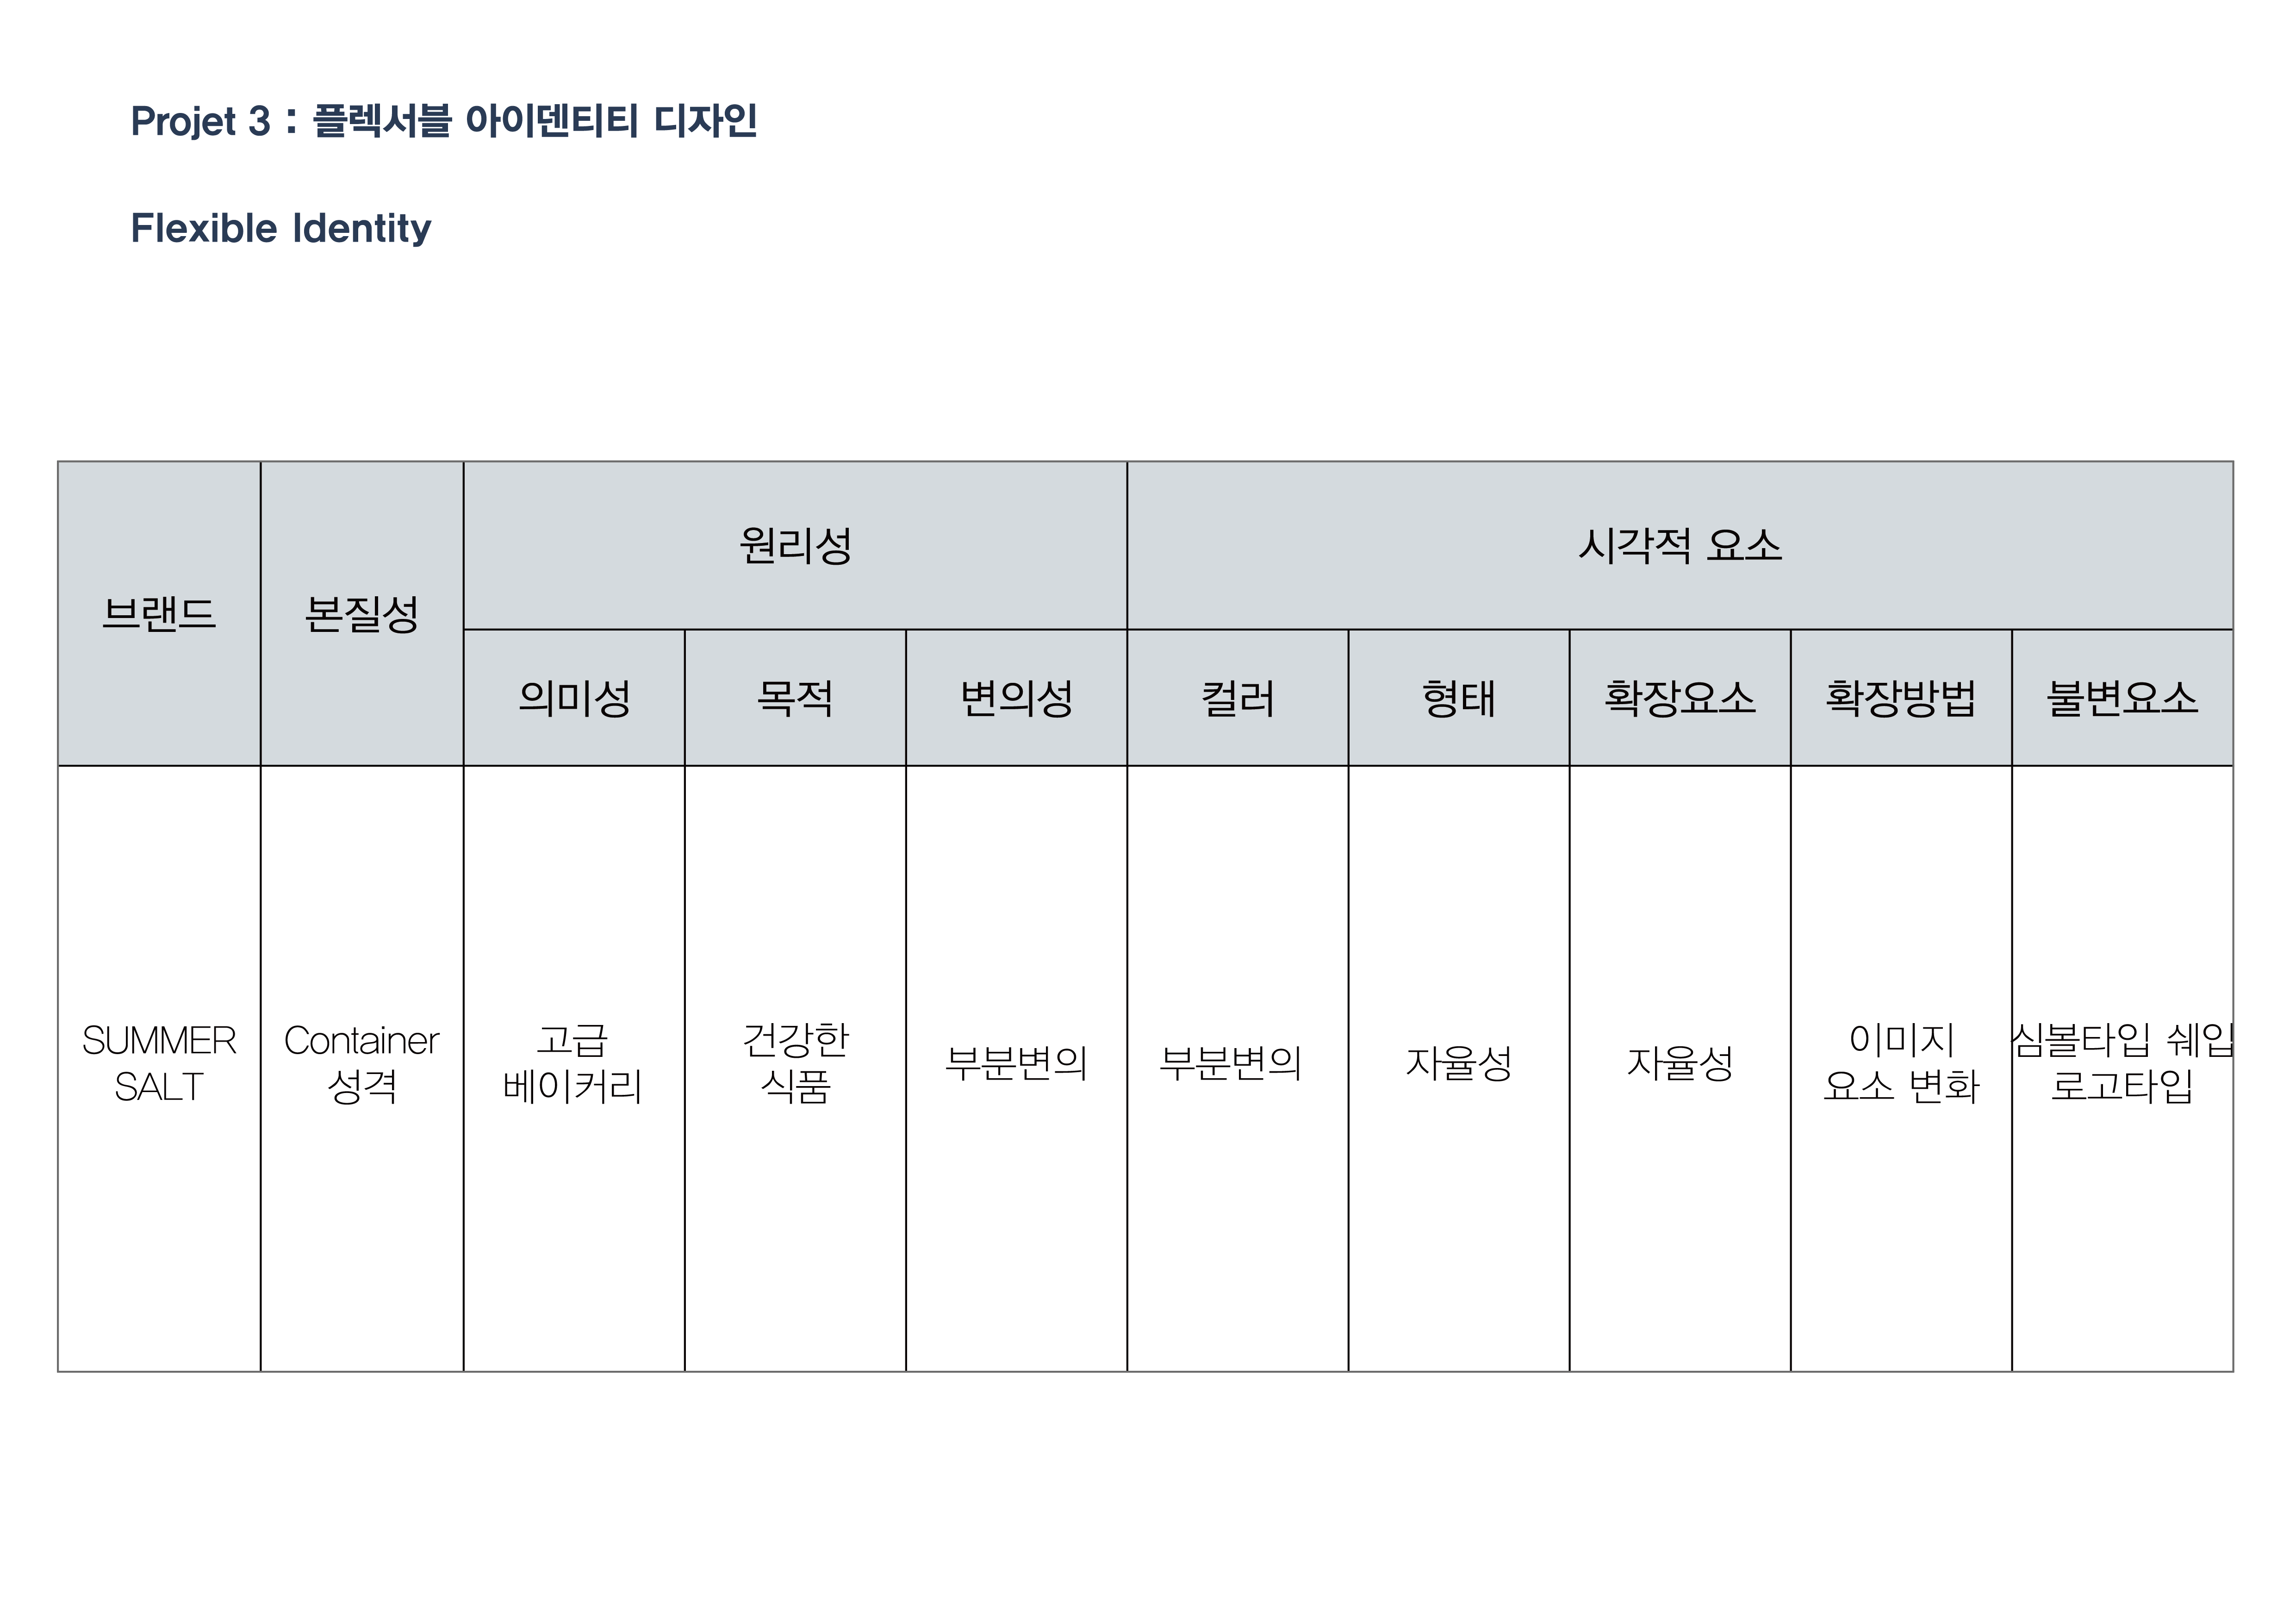 Projet 3 : 플렉서블 아이덴티티 디자인
Flexible Identity
브랜드
본질성
원리성
시각적 요소
의미성
목적
변의성
컬러
형태
확장요소
확장방법
불변요소
SUMMER
SALT
Container
성격
고급
베이커리
건강한
식품
부분변의
부분변의
자율성
자율성
이미지
요소 변화
심볼타입 쉐입
로고타입